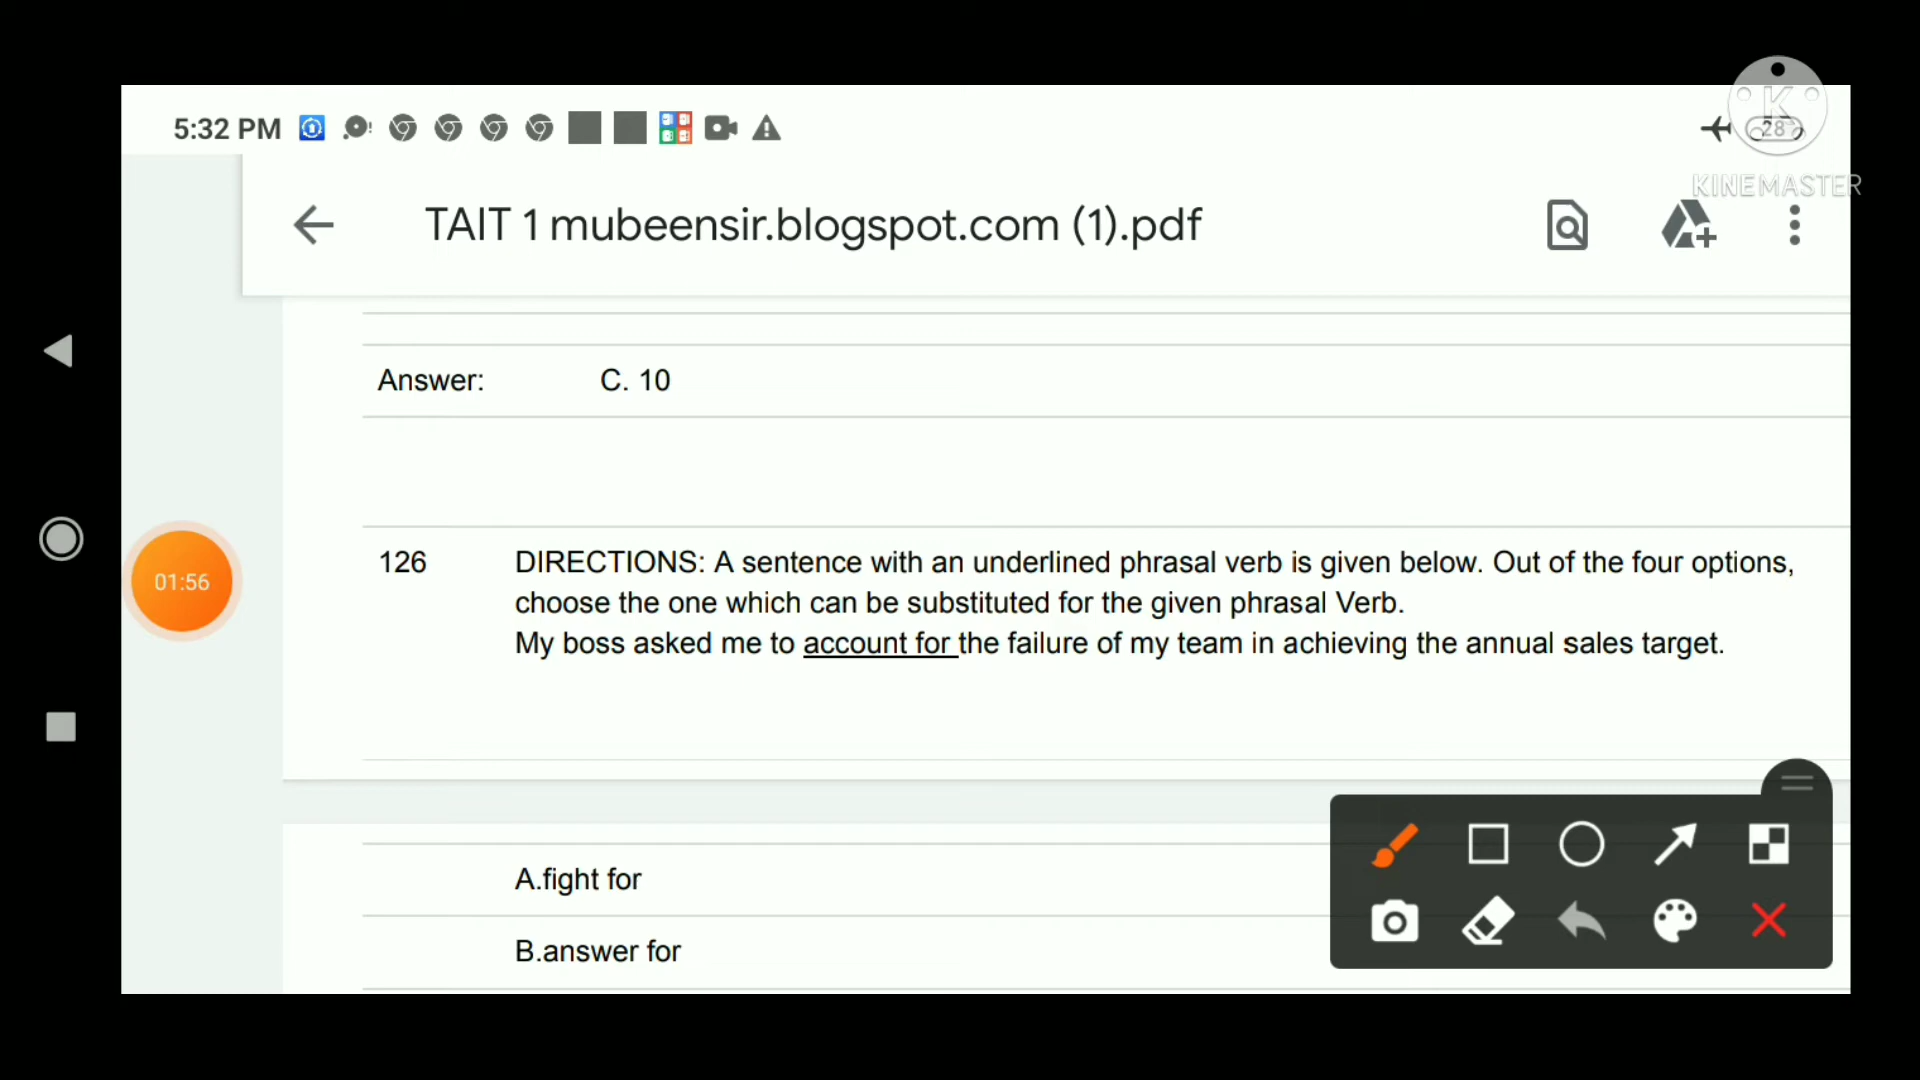 5:32 PM
28
KINEMASTER
TAIT 1 mubeensir.blogspot.com (1).pdf
Answer: C. 10
01:56
126 DIRECTIONS: A sentence with an underlined phrasal verb is given below. Out of the four options,
choose the one which can be substituted for the given phrasal Verb.
My boss asked me to account for the failure of my team in achieving the annual sales target.
A.fight for
B.answer for